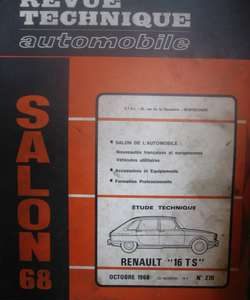 REVUE
TECHNIQUE
automobile
SALON 68
SALON DE L'AUTOMOBILE :
Nouveautés françaises et européennes
Véhicules utilitaires
Accessoires et Equipements
Formation Professionnelle
ÉTUDE TECHNIQUE
RENAULT "16 TS"
OCTOBRE 1968
N° 270